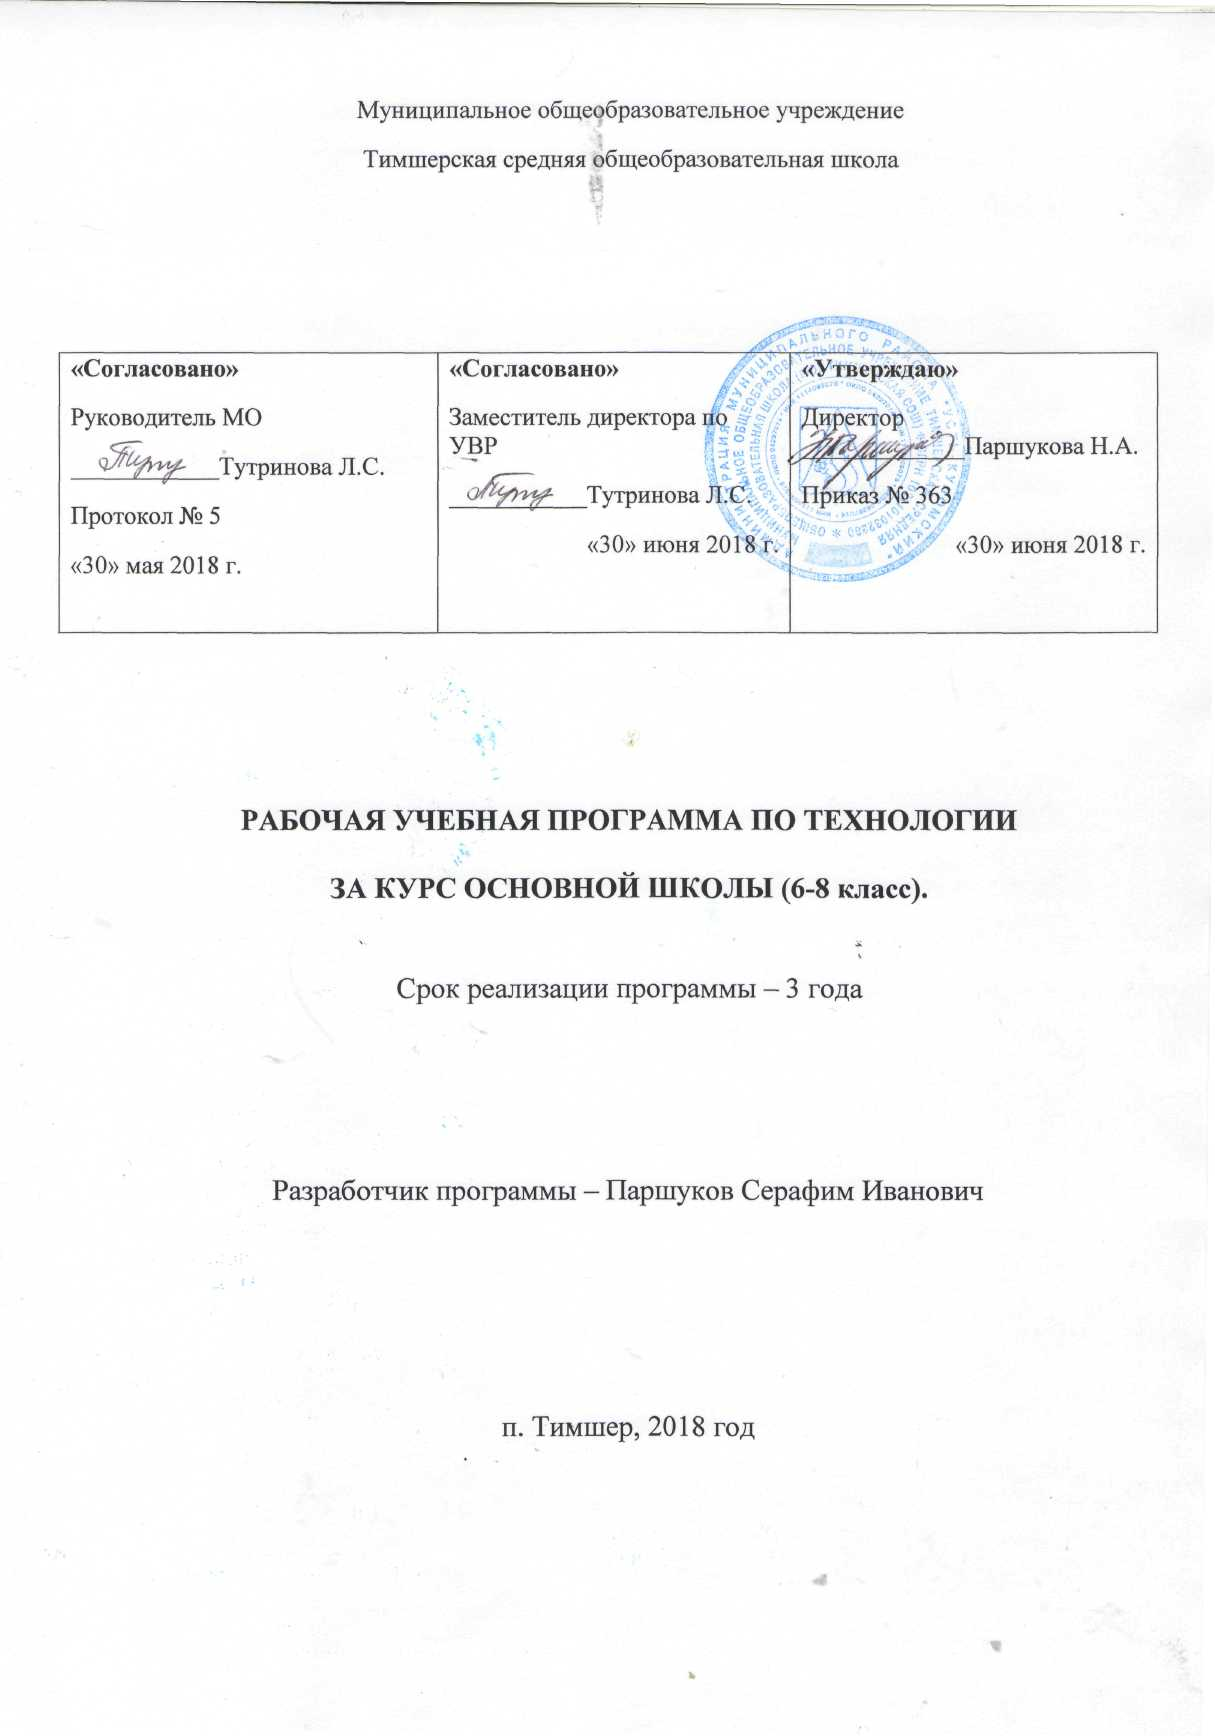 Муниципальное общеобразовательное учреждение
Тимшерская средняя общеобразовательная школа
«Согласовано»
Руководитель МО
____________Тутринова Л.С.
Протокол № 5
«30» мая 2018 г.
«Согласовано»
Заместитель директора по
УВР
___________Тутринова Л.С.
«30» июня 2018 г.
«Утверждаю»
Директор
_____________Паршукова Н.А.
Приказ № 363
«30» июня 2018 г.
РАБОЧАЯ УЧЕБНАЯ ПРОГРАММА ПО ТЕХНОЛОГИИ
ЗА КУРС ОСНОВНОЙ ШКОЛЫ (6-8 класс).
Срок реализации программы – 3 года
Разработчик программы – Паршуков Серафим Иванович
п. Тимшер, 2018 год